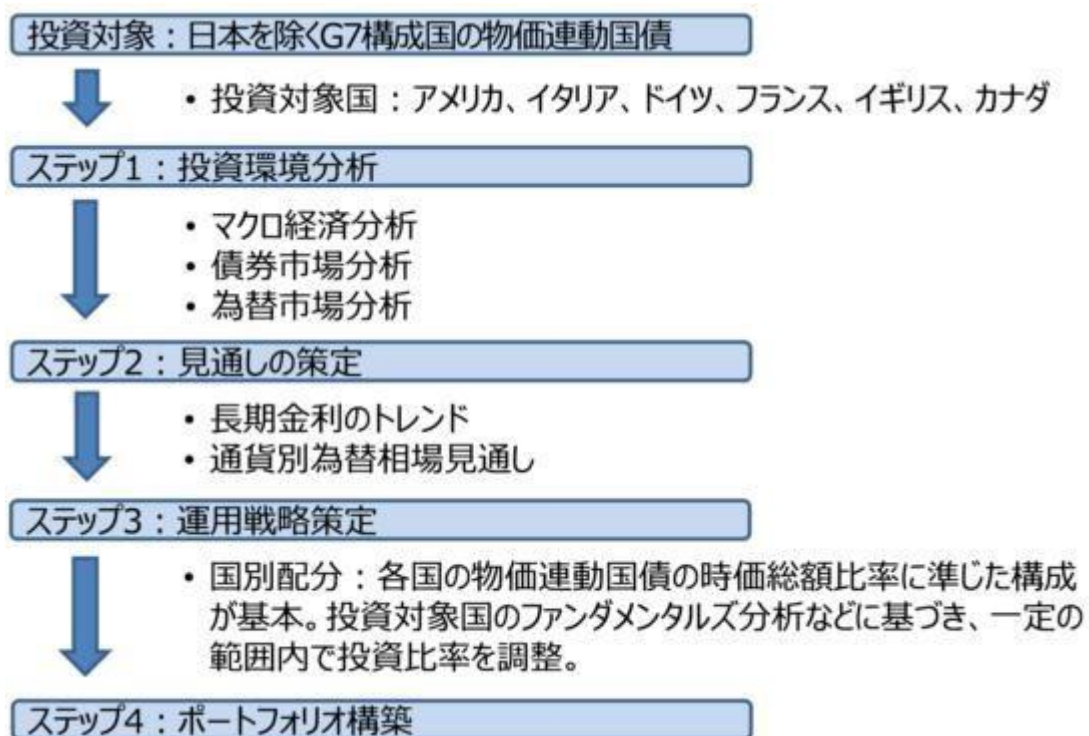 投資対象：日本を除くG7構成国の物価連動国債
• 投資対象国：アメリカ、イタリア、ドイツ、フランス、イギリス、カナダ
ステップ1：投資環境分析
• マクロ経済分析
• 債券市場分析
• 為替市場分析
ステップ2：見通しの策定
• 長期金利のトレンド
• 通貨別為替相場見通し
ステップ3：運用戦略策定
• 国別配分：各国の物価連動国債の時価総額比率に準じた構成
が基本。投資対象国のファンダメンタルズ分析などに基づき、一定の
範囲内で投資比率を調整。
ステップ4：ポートフォリオ構築